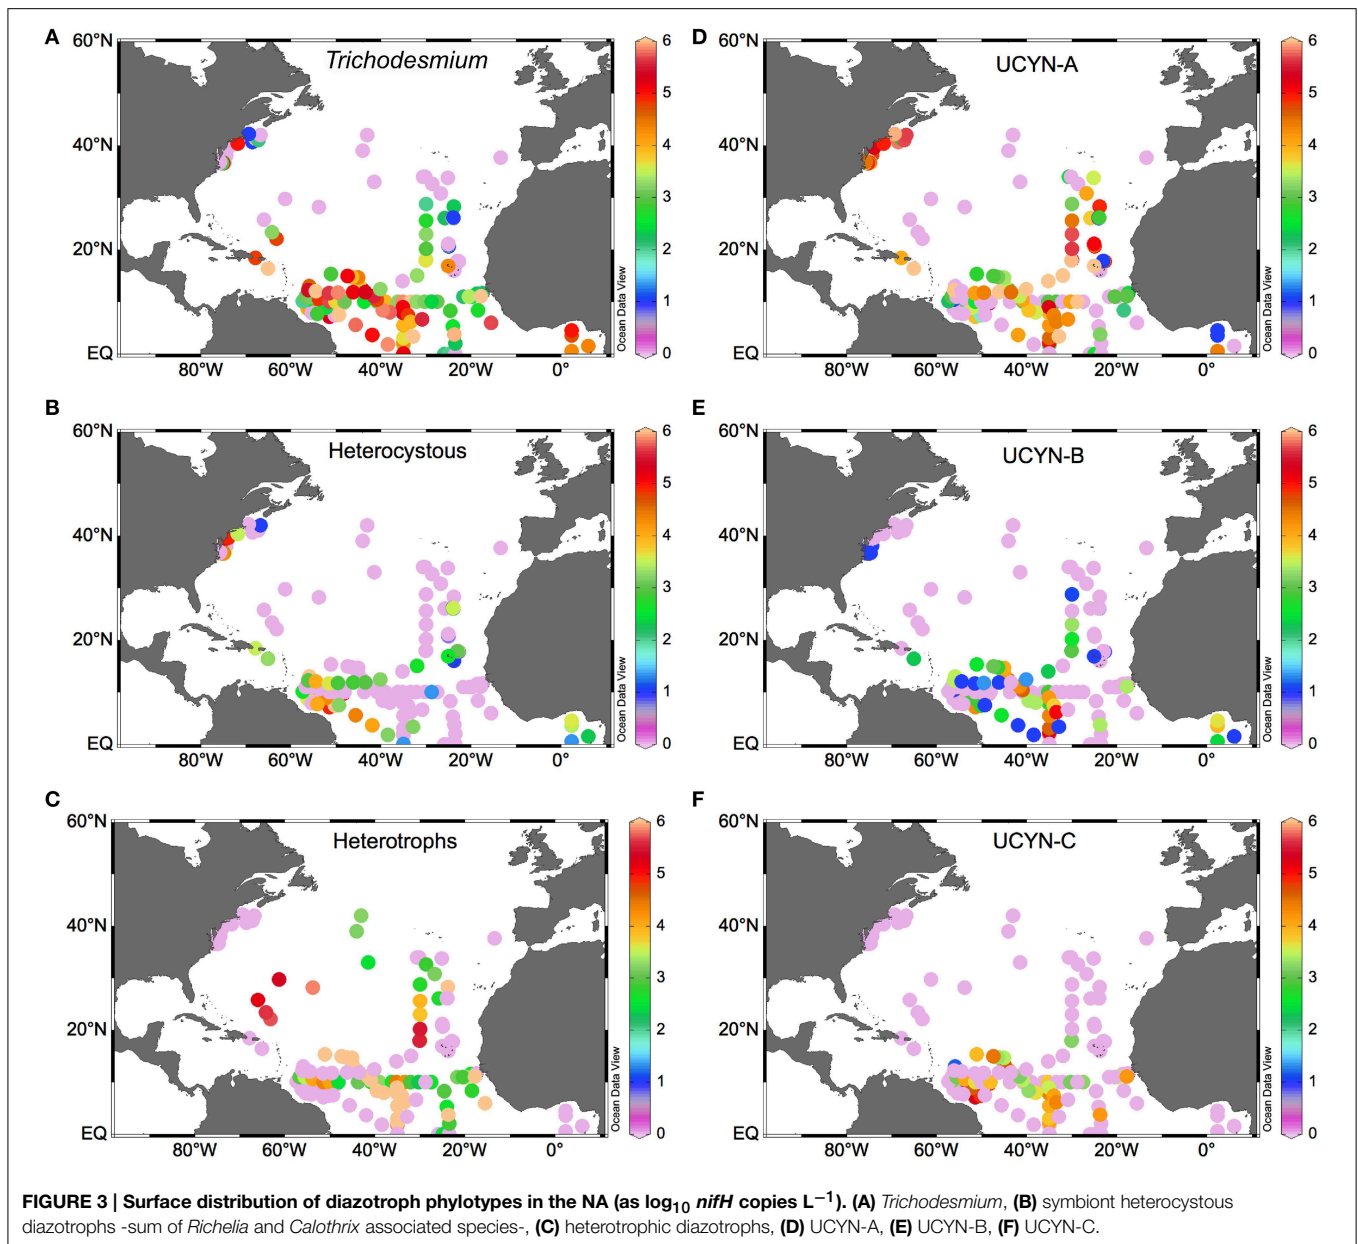 A
Trichodesmium
60°N
40°N
20°N
EQ
80°W 60°W 40°W 20°W 0°
6
5
4
3
2
1
0
Ocean Data View
D
UCYN-A
60°N
40°N
20°N
EQ
80°W 60°W 40°W 20°W 0°
6
5
4
3
2
1
0
Ocean Data View
B
Heterocystous
60°N
40°N
20°N
EQ
80°W 60°W 40°W 20°W 0°
6
5
4
3
2
1
0
Ocean Data View
E
UCYN-B
60°N
40°N
20°N
EQ
80°W 60°W 40°W 20°W 0°
6
5
4
3
2
1
0
Ocean Data View
C
Heterotrophs
60°N
40°N
20°N
EQ
80°W 60°W 40°W 20°W 0°
6
5
4
3
2
1
0
Ocean Data View
F
UCYN-C
60°N
40°N
20°N
EQ
80°W 60°W 40°W 20°W 0°
6
5
4
3
2
1
0
Ocean Data View
FIGURE 3 | Surface distribution of diazotroph phylotypes in the NA (as log₁₀ nifH copies L⁻¹). (A) Trichodesmium, (B) symbiont heterocystous
diazotrophs -sum of Richelia and Calothrix associated species-, (C) heterotrophic diazotrophs, (D) UCYN-A, (E) UCYN-B, (F) UCYN-C.